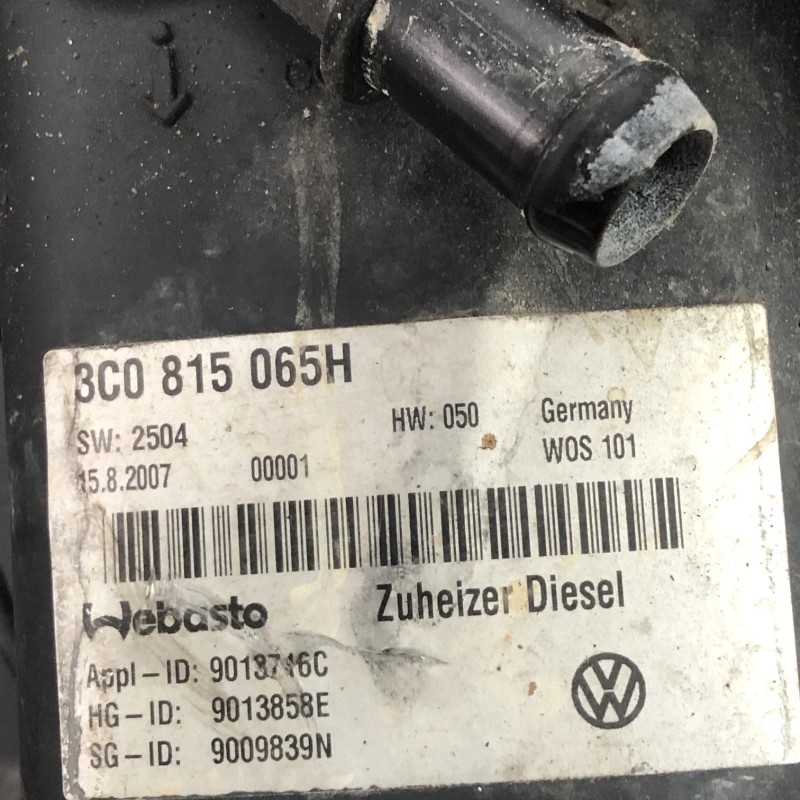 3C0 815 065H
SW: 2504 HW: 050 Germany
15.8.2007 00001 WOS 101
Webasto Zuheizer Diesel
Appl-ID: 9013746C
HG-ID: 9013858E
SG-ID: 9009839N